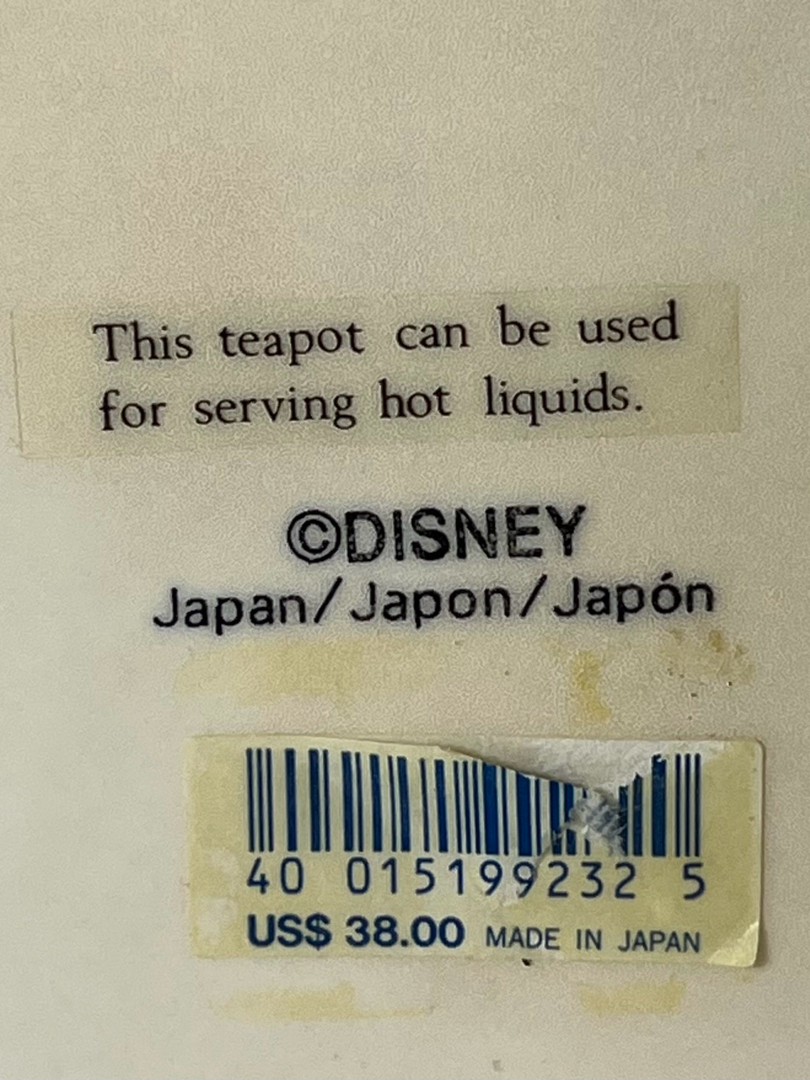 This teapot can be used
for serving hot liquids.
©DISNEY
Japan/Japon/Japón
40 015199232 5
US$ 38.00 MADE IN JAPAN